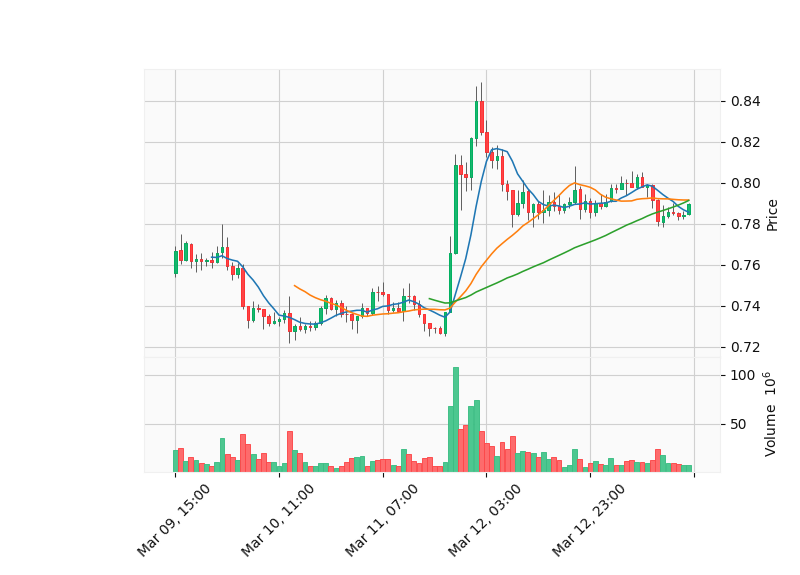 0.84
0.82
0.80
0.78
0.76
0.74
0.72
Price
100
50
Volume 10^6
Mar 09, 15:00
Mar 10, 11:00
Mar 11, 07:00
Mar 12, 03:00
Mar 12, 23:00